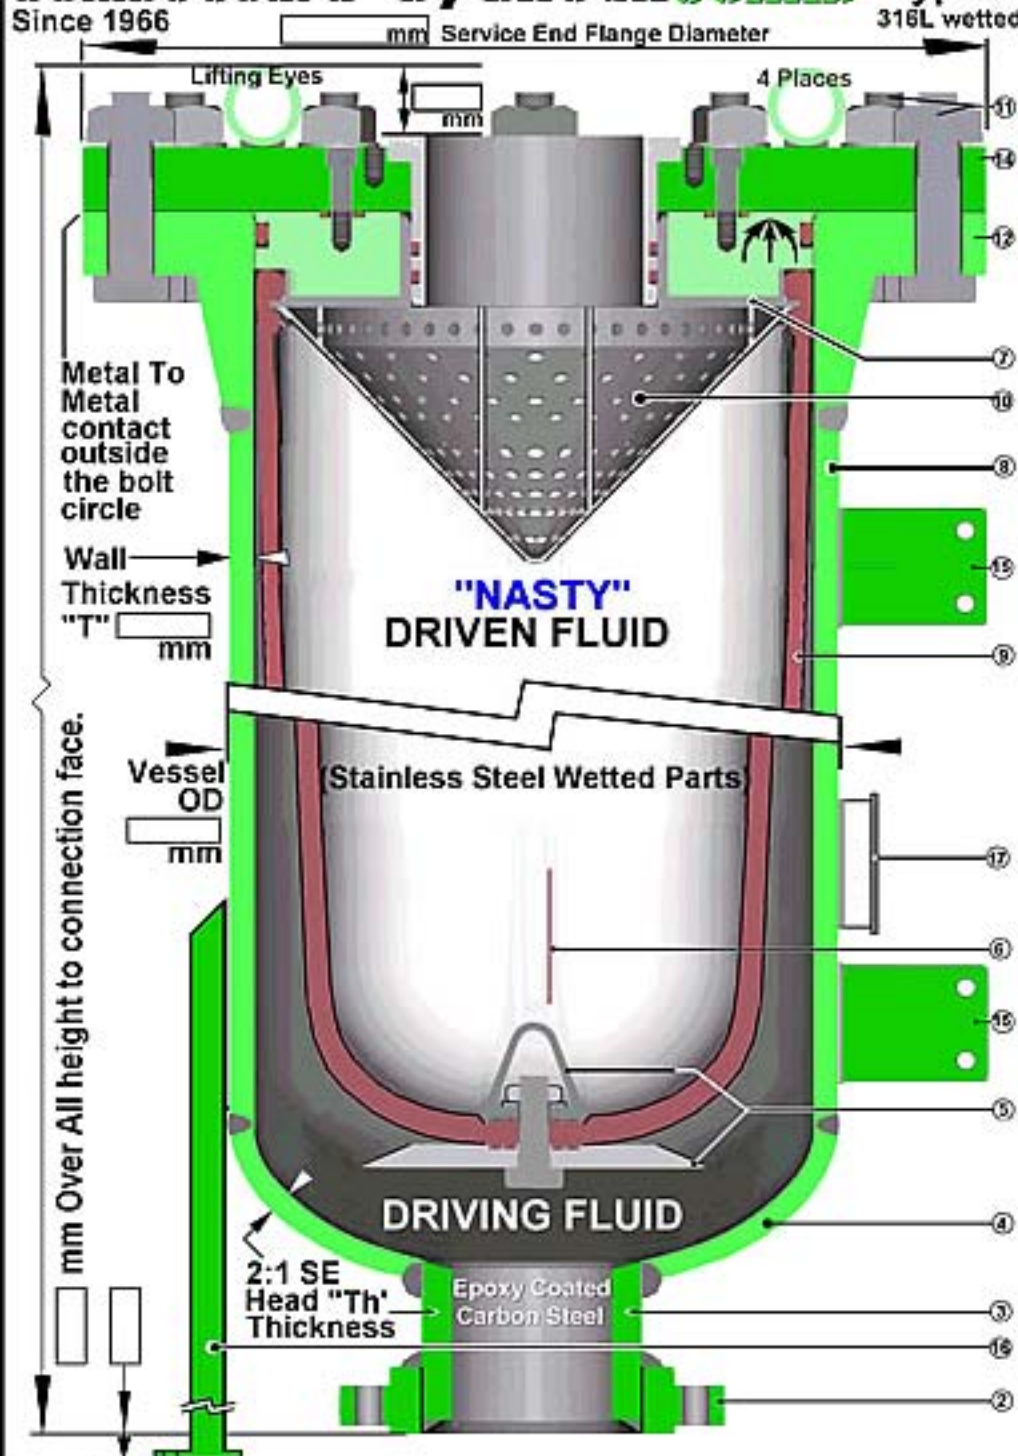 Since 1966
316L wetted
mm Service End Flange Diameter
Lifting Eyes
4 Places
mm
11
14
12
Metal To
Metal
contact
outside
the bolt
circle
7
10
8
Wall
Thickness
"T"
mm
"NASTY"
DRIVEN FLUID
15
9
Vessel
OD
mm
(Stainless Steel Wetted Parts)
17
mm Over All height to connection face.
6
15
5
DRIVING FLUID
4
2:1 SE
Head "Th'
Thickness
Epoxy Coated
Carbon Steel
3
16
2